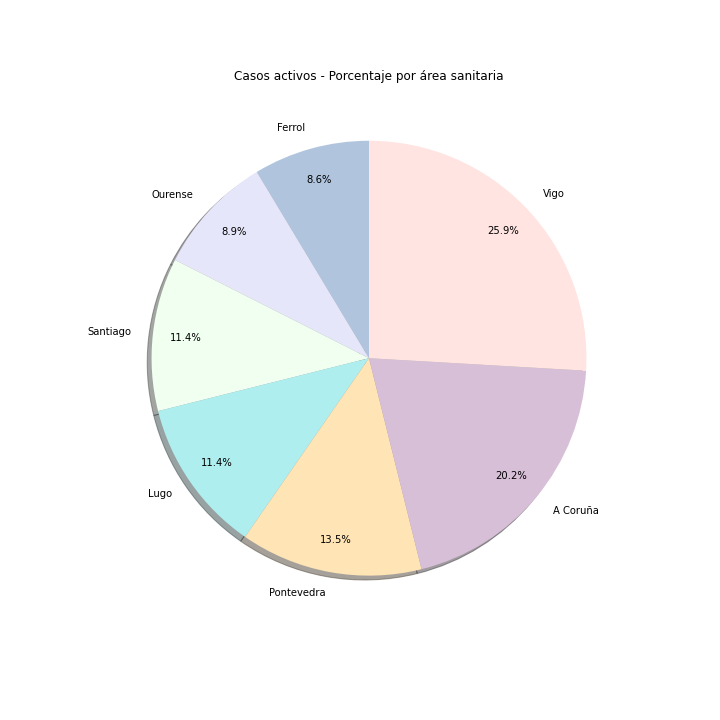 Casos activos - Porcentaje por área sanitaria
Ferrol
8.6%
Vigo
25.9%
Ourense
8.9%
Santiago
11.4%
Lugo
11.4%
Pontevedra
13.5%
A Coruña
20.2%